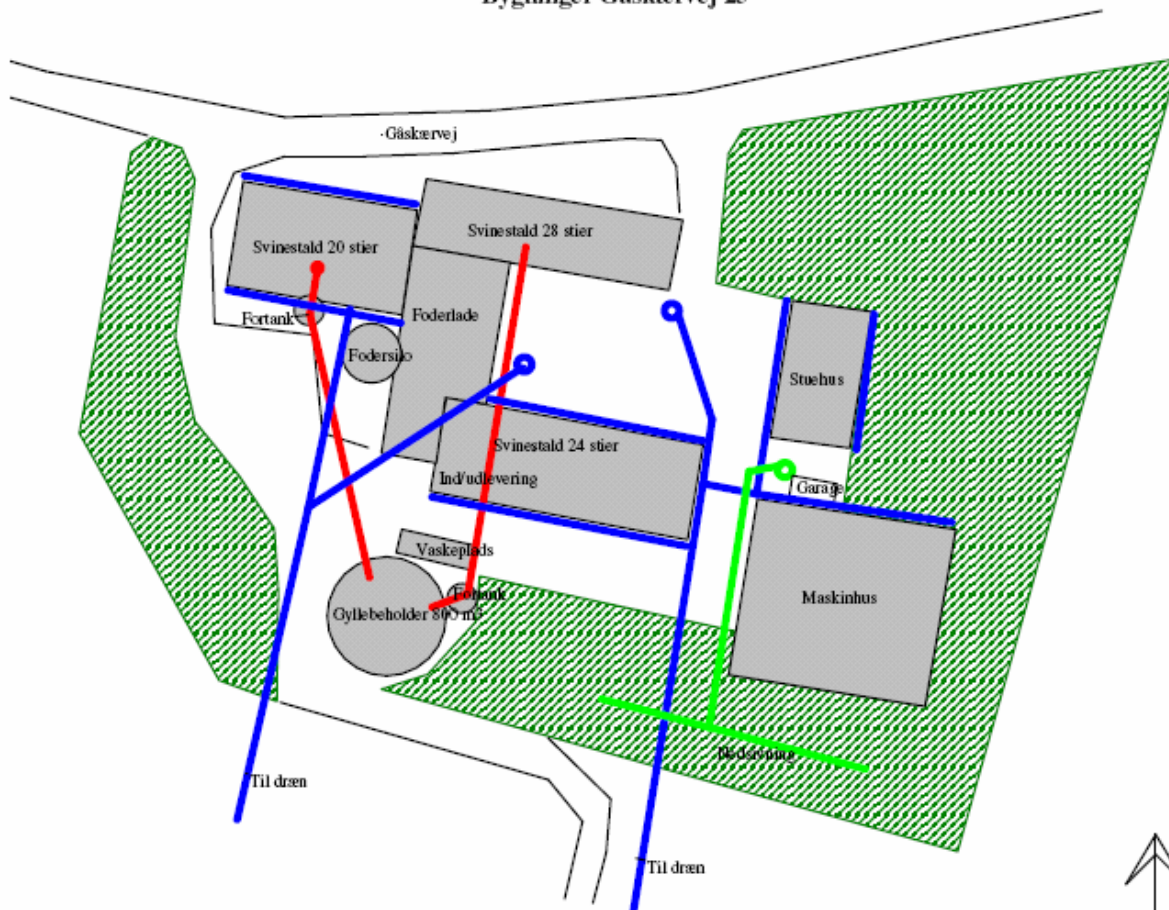 ·Gåskærvej
Svinestald 28 stier
Svinestald 20 stier
Fortank
Foderlade
Fodersilo
Stuehus
Svinestald 24 stier
Ind/udlevering
Garage
Vaskeplads
Fortank
Maskinhus
Gyllebeholder 800 m3
Nedsivning
Til dræn
Til dræn